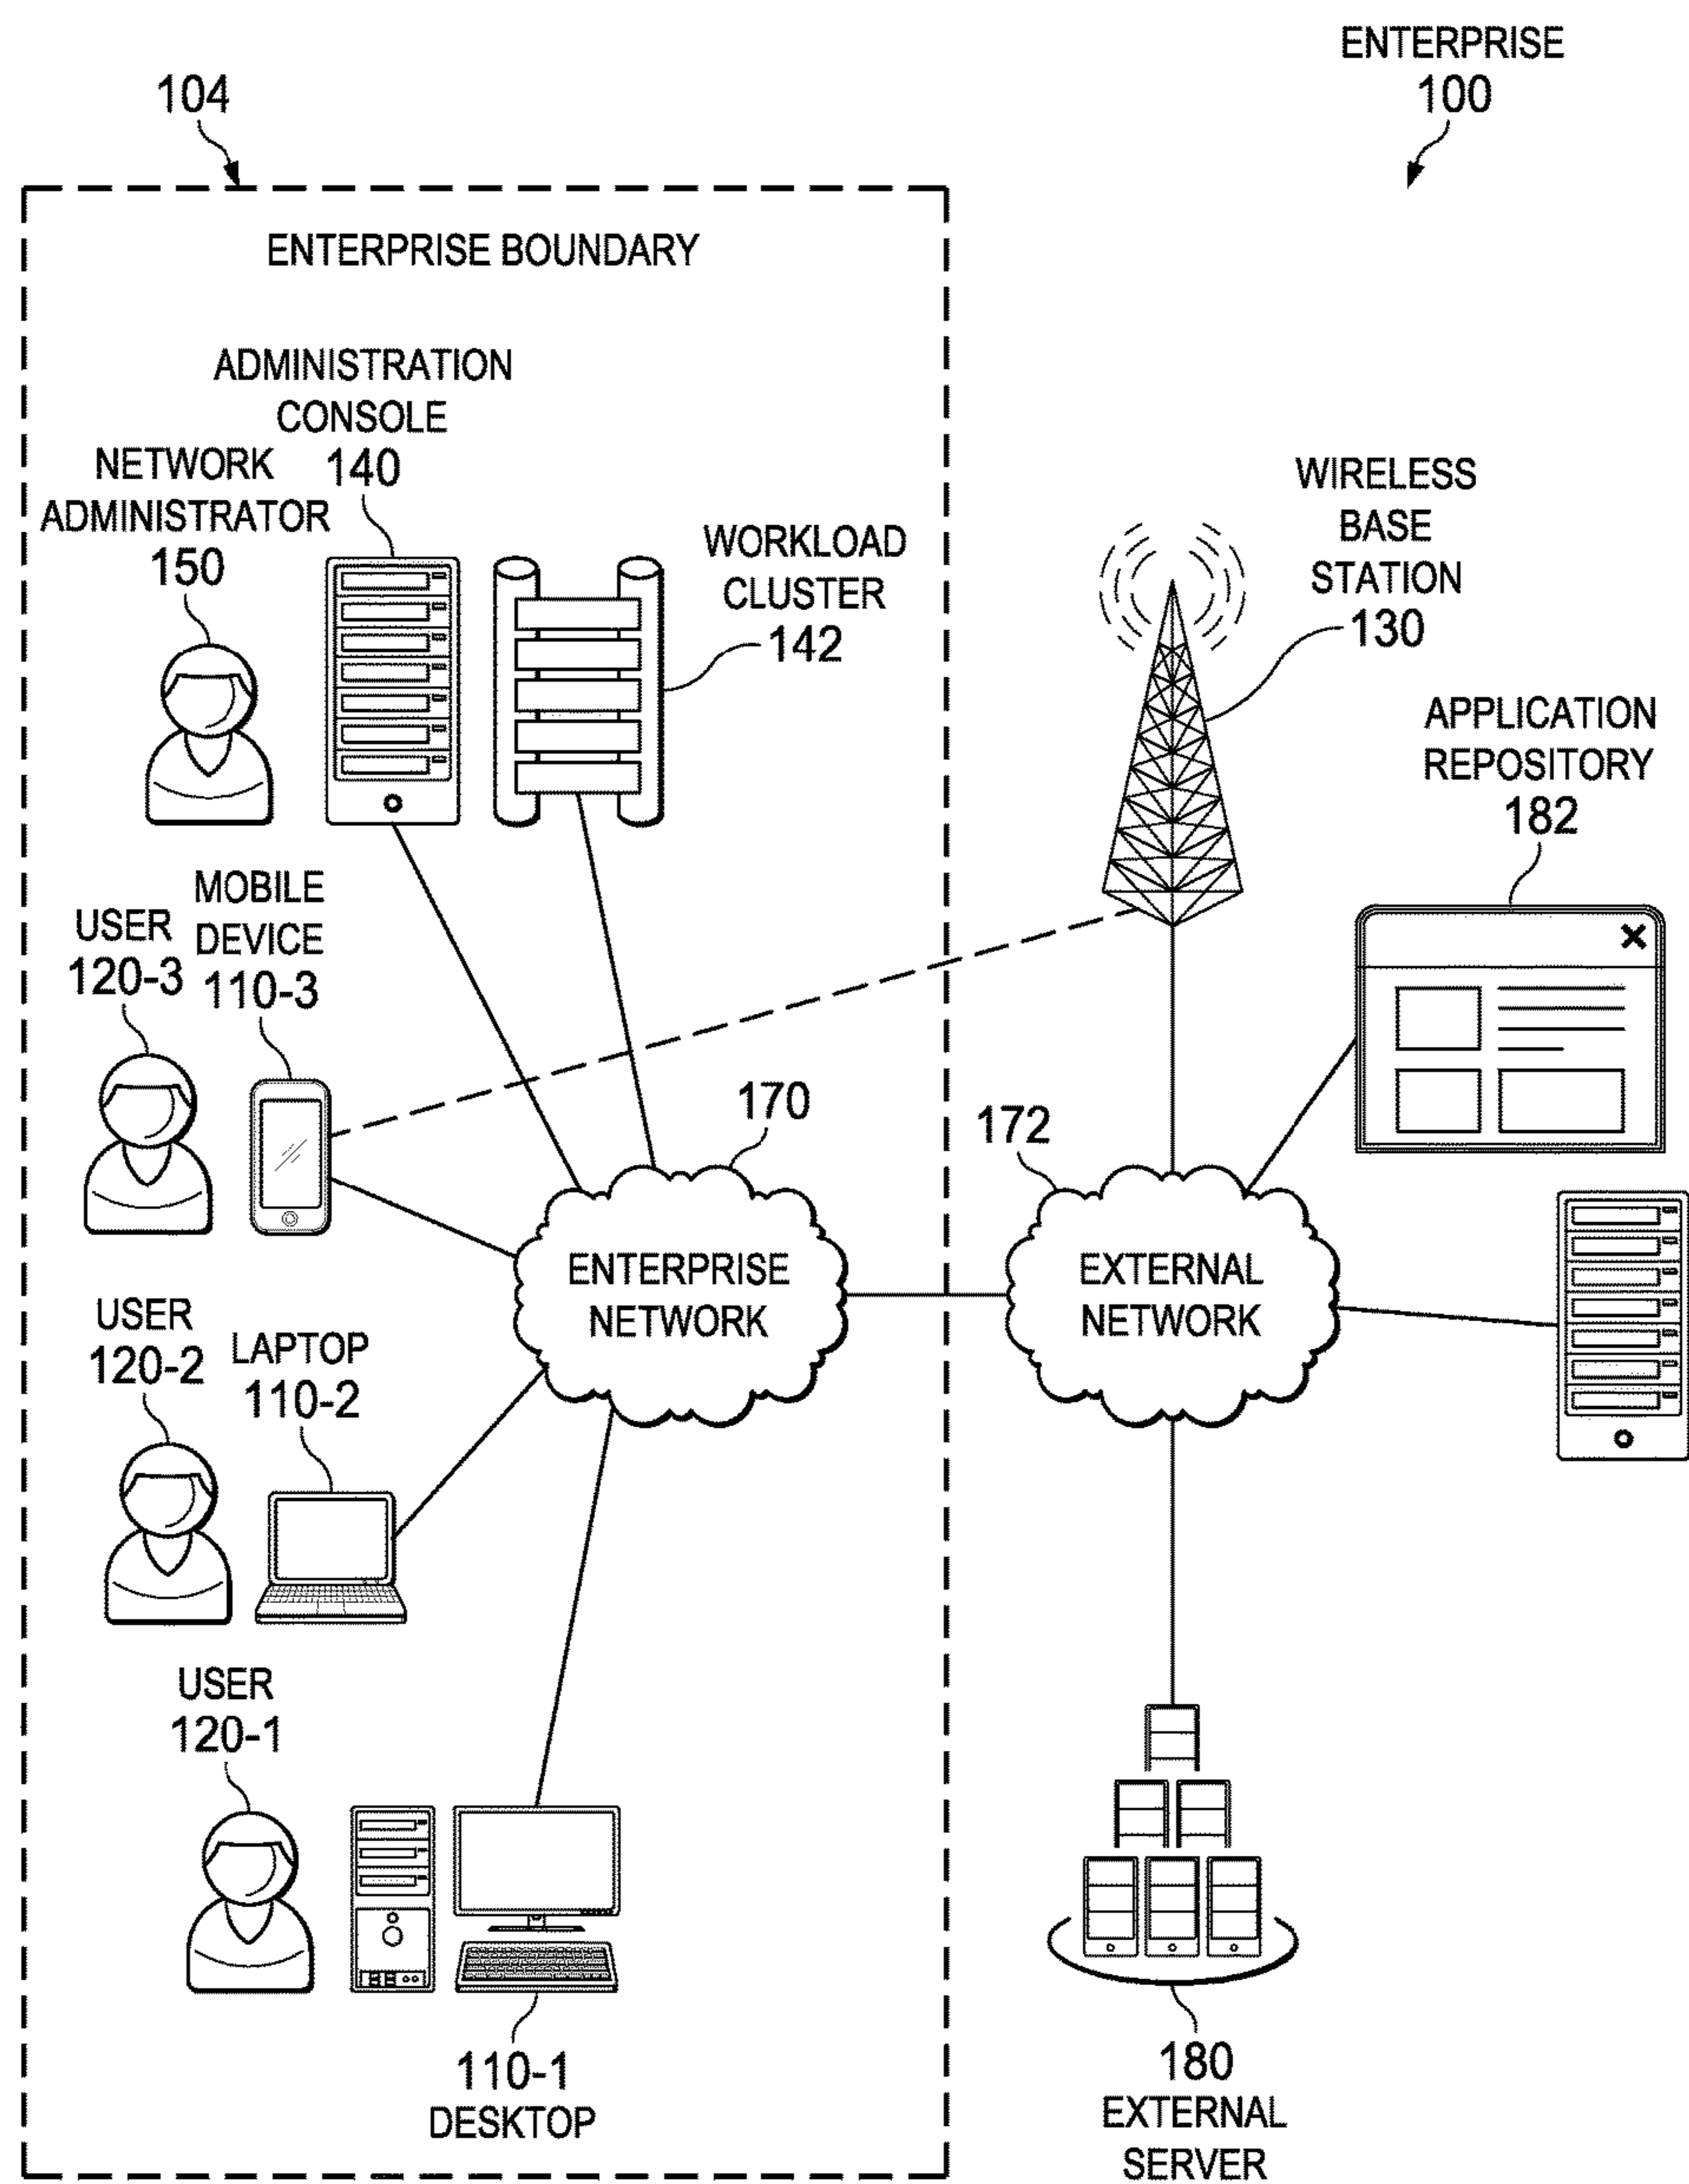 ENTERPRISE
100
104
ENTERPRISE BOUNDARY
ADMINISTRATION
CONSOLE
140
NETWORK
ADMINISTRATOR
150
WORKLOAD
CLUSTER
142
WIRELESS
BASE
STATION
130
APPLICATION
REPOSITORY
182
MOBILE
DEVICE
110-3
USER
120-3
170
172
ENTERPRISE
NETWORK
EXTERNAL
NETWORK
USER
120-2
LAPTOP
110-2
USER
120-1
110-1
DESKTOP
180
EXTERNAL
SERVER